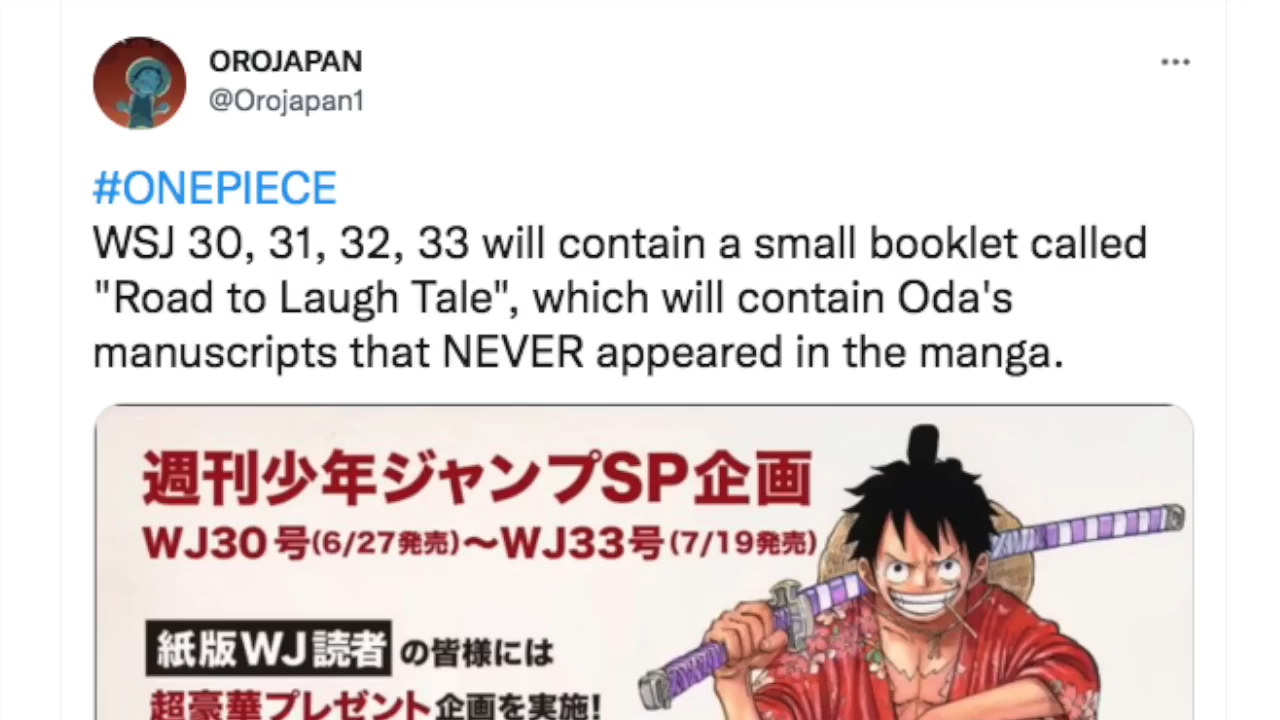 OROJAPAN
@Orojapan1
#ONEPIECE
WSJ 30, 31, 32, 33 will contain a small booklet called
"Road to Laugh Tale", which will contain Oda's
manuscripts that NEVER appeared in the manga.
週刊少年ジャンプSP企画
WJ30号(6/27発売)〜WJ33号(7/19発売)
紙版WJ読者の皆様には
超豪華プレゼント企画を実施!